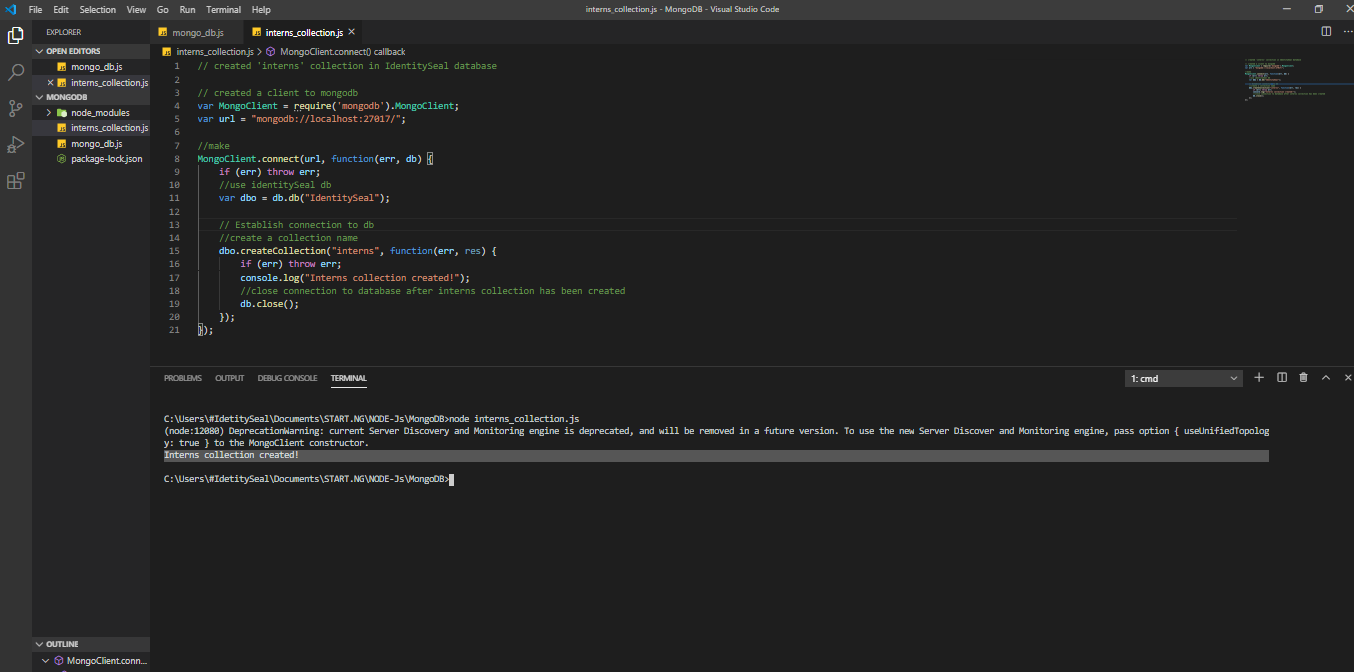 File Edit Selection View Go Run Terminal Help
interns_collection.js - MongoDB - Visual Studio Code
EXPLORER
OPEN EDITORS
mongo_db.js
interns_collection.js
MONGODB
node_modules
interns_collection.js
mongo_db.js
package-lock.json
OUTLINE
MongoClient.conn...
mongo_db.js
interns_collection.js
interns_collection.js > MongoClient.connect() callback
1 // created 'interns' collection in IdentitySeal database
2
3 // created a client to mongodb
4 var MongoClient = require('mongodb').MongoClient;
5 var url = "mongodb://localhost:27017/";
6
7 //make
8 MongoClient.connect(url, function(err, db) {
9 if (err) throw err;
10 //use identitySeal db
11 var dbo = db.db("IdentitySeal");
12
13 // Establish connection to db
14 //create a collection name
15 dbo.createCollection("interns", function(err, res) {
16 if (err) throw err;
17 console.log("Interns collection created!");
18 //close connection to database after interns collection has been created
19 db.close();
20 });
21 });
PROBLEMS OUTPUT DEBUG CONSOLE TERMINAL
1: cmd
C:\Users\#IdetitySeal\Documents\START.NG\NODE-Js\MongoDB>node interns_collection.js
(node:12080) DeprecationWarning: current Server Discovery and Monitoring engine is deprecated, and will be removed in a future version. To use the new Server Discover and Monitoring engine, pass option { useUnifiedTopolog
y: true } to the MongoClient constructor.
Interns collection created!
C:\Users\#IdetitySeal\Documents\START.NG\NODE-Js\MongoDB>